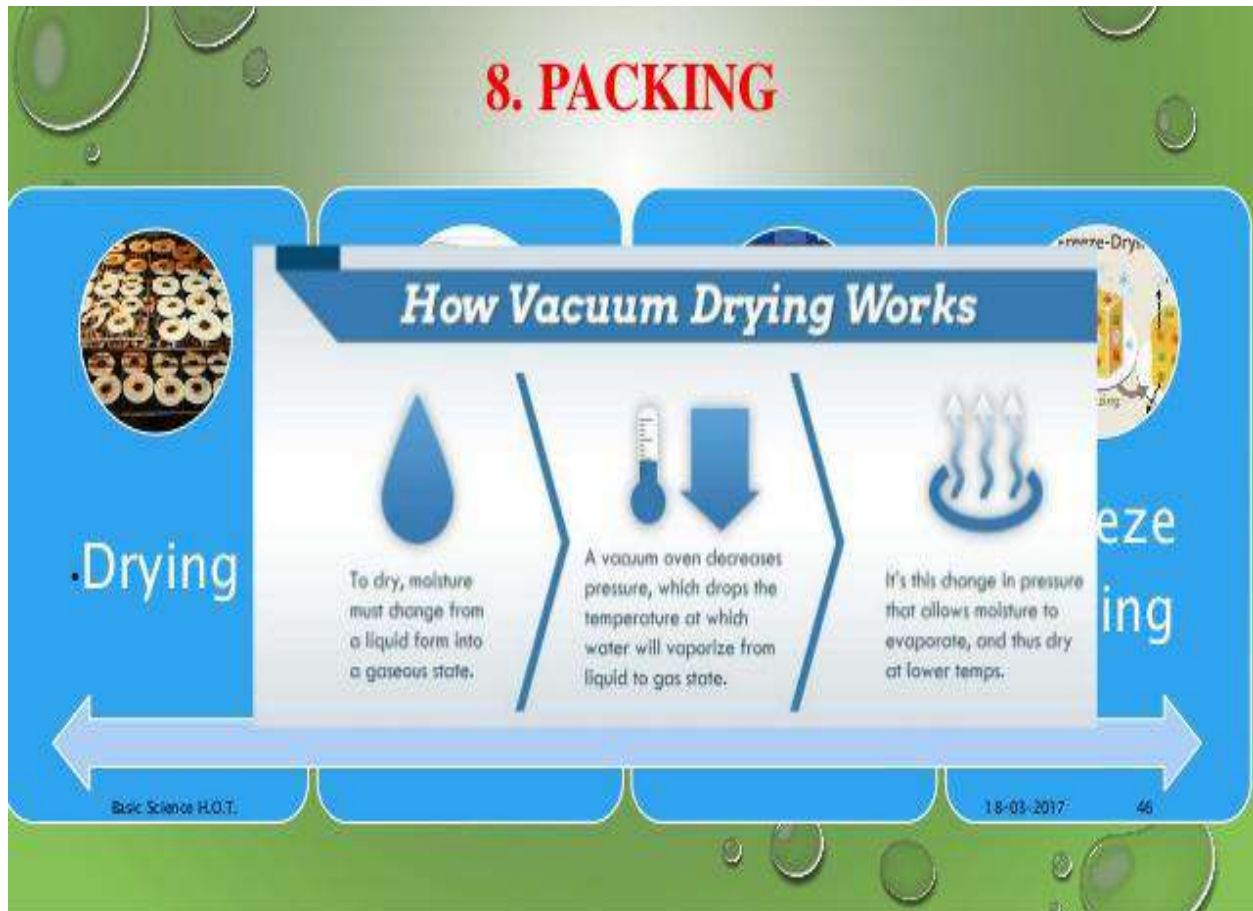 8. PACKING
How Vacuum Drying Works
To dry, moisture
must change from
a liquid form into
a gaseous state.
A vacuum oven decreases
pressure, which drops the
temperature at which
water will vaporize from
liquid to gas state.
It's this change in pressure
that allows moisture to
evaporate, and thus dry
at lower temps.
•Drying
eze
ing
Basic Science H.O.T.
18-03-2017
46